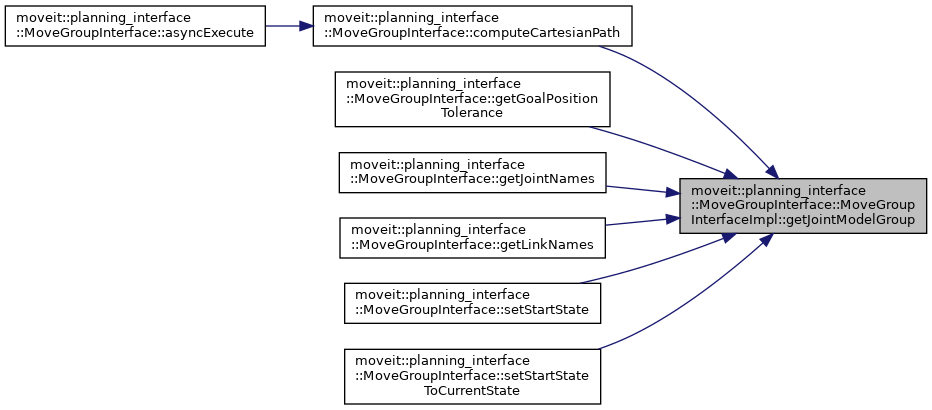 moveit::planning_interface
::MoveGroupInterface::asyncExecute
moveit::planning_interface
::MoveGroupInterface::computeCartesianPath
moveit::planning_interface
::MoveGroupInterface::getGoalPosition
Tolerance
moveit::planning_interface
::MoveGroupInterface::getJointNames
moveit::planning_interface
::MoveGroupInterface::getLinkNames
moveit::planning_interface
::MoveGroupInterface::setStartState
moveit::planning_interface
::MoveGroupInterface::setStartState
ToCurrentState
moveit::planning_interface
::MoveGroupInterface::MoveGroup
InterfaceImpl::getJointModelGroup